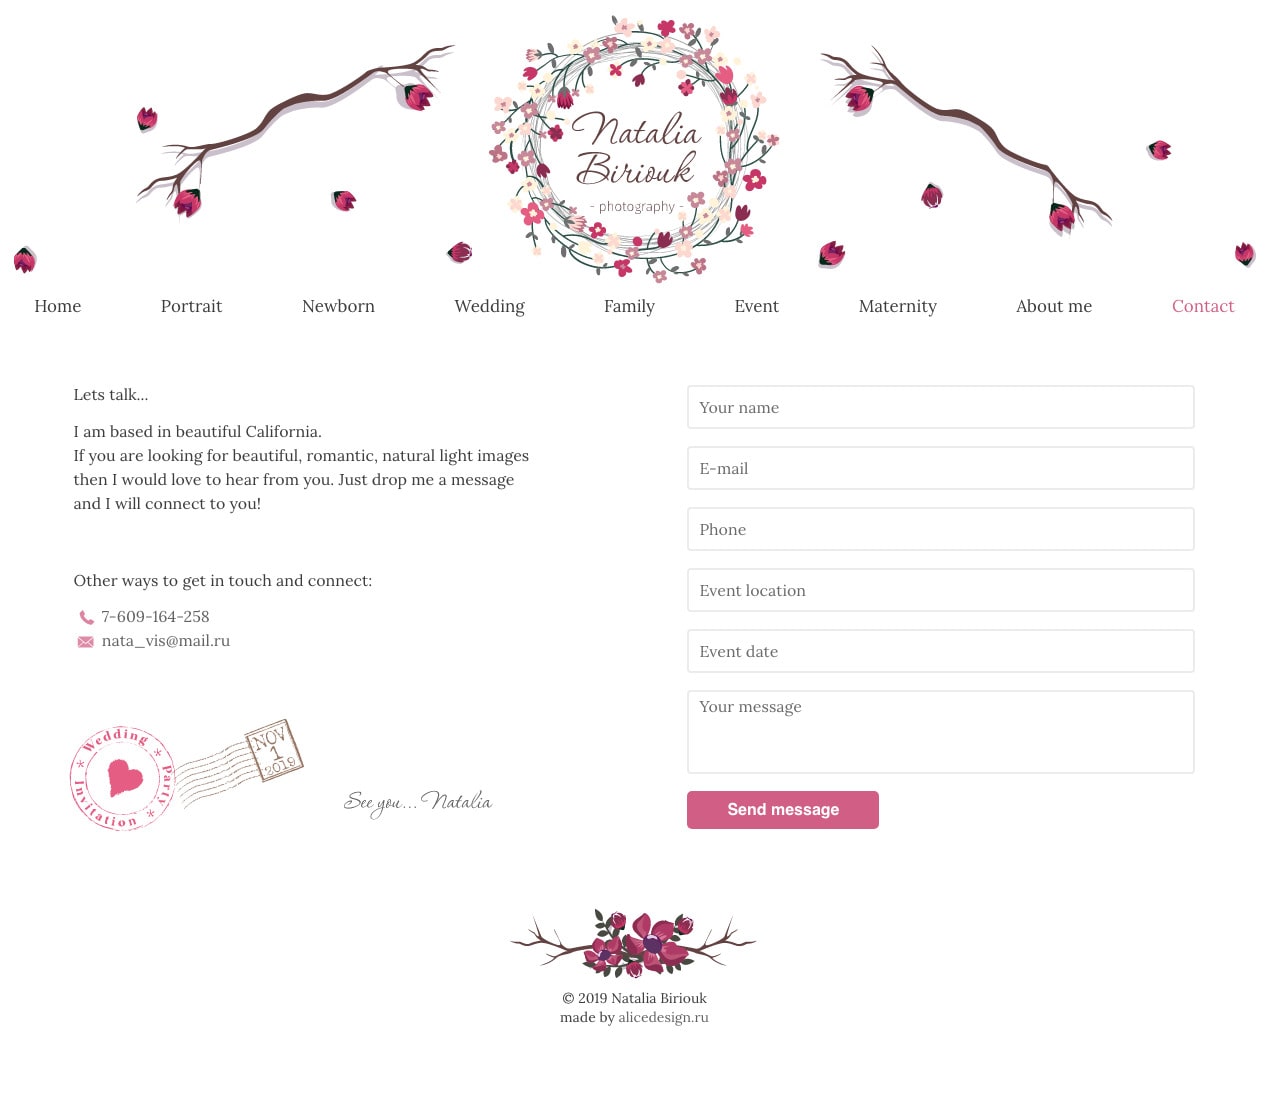 Natalia
Biriouk
- photography -
Home Portrait Newborn Wedding Family Event Maternity About me Contact
Lets talk...
I am based in beautiful California.
If you are looking for beautiful, romantic, natural light images
then I would love to hear from you. Just drop me a message
and I will connect to you!
Other ways to get in touch and connect:
7-609-164-258
nata_vis@mail.ru
Wedding Party Invitation
NOV
1
2019
See you... Natalia
Your name
E-mail
Phone
Event location
Event date
Your message
Send message
© 2019 Natalia Biriouk
made by alicedesign.ru